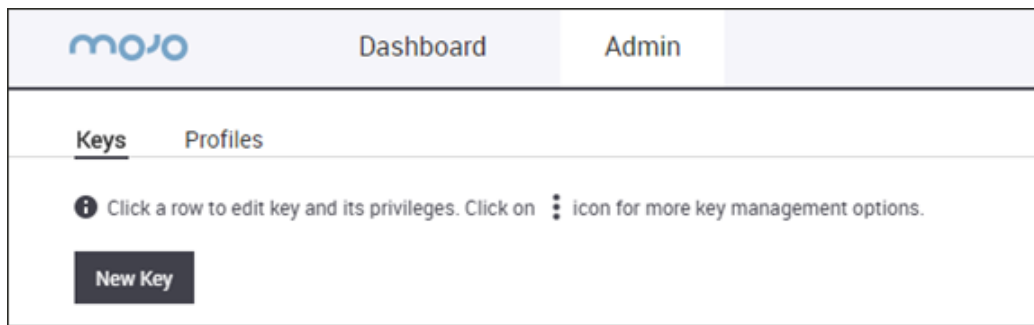 mojo Dashboard Admin
Keys Profiles
Click a row to edit key and its privileges. Click on icon for more key management options.
New Key